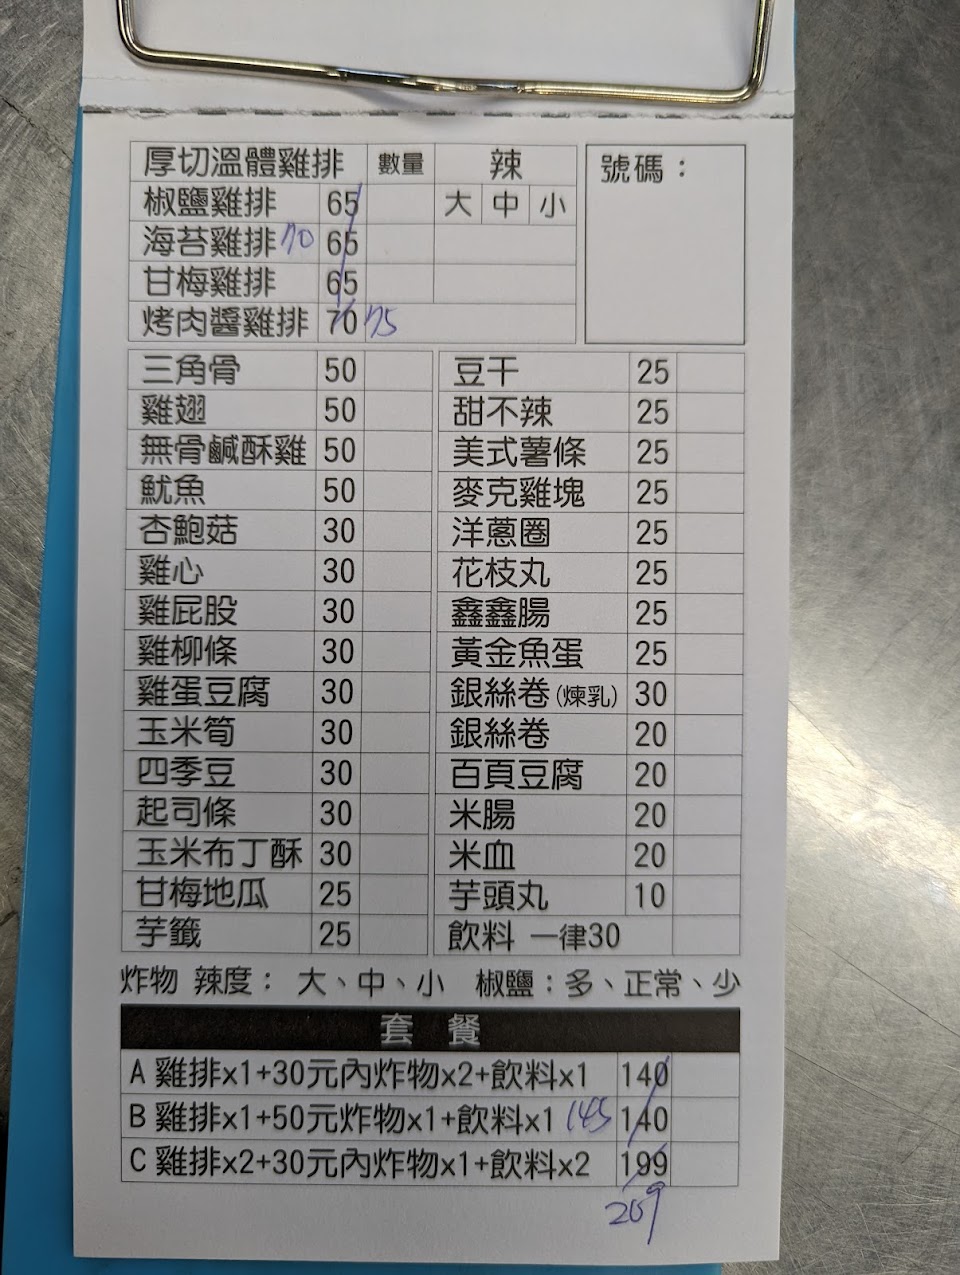 厚切溫體雞排 數量 辣 號碼：
椒鹽雞排 65 大 中 小
海苔雞排 70 65
甘梅雞排 65
烤肉醬雞排 70 75
三角骨 50 豆干 25
雞翅 50 甜不辣 25
無骨鹹酥雞 50 美式薯條 25
魷魚 50 麥克雞塊 25
杏鮑菇 30 洋蔥圈 25
雞心 30 花枝丸 25
雞屁股 30 鑫鑫腸 25
雞柳條 30 黃金魚蛋 25
雞蛋豆腐 30 銀絲卷(煉乳) 30
玉米筍 30 銀絲卷 20
四季豆 30 百頁豆腐 20
起司條 30 米腸 20
玉米布丁酥 30 米血 20
甘梅地瓜 25 芋頭丸 10
芋籤 25 飲料 一律30
炸物 辣度： 大、中、小 椒鹽：多、正常、少
套 餐
A 雞排x1+30元內炸物x2+飲料x1 140
B 雞排x1+50元炸物x1+飲料x1 145 140
C 雞排x2+30元內炸物x1+飲料x2 199
209